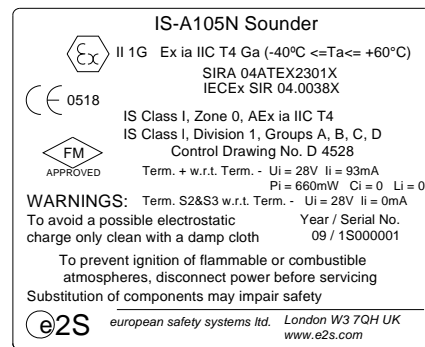 IS-A105N Sounder
Ex II 1G Ex ia IIC T4 Ga (-40ºC <=Ta<= +60°C)
SIRA 04ATEX2301X
IECEx SIR 04.0038X
CE 0518
IS Class I, Zone 0, AEx ia IIC T4
IS Class I, Division 1, Groups A, B, C, D
FM
APPROVED
Control Drawing No. D 4528
Term. + w.r.t. Term. - Ui = 28V Ii = 93mA
Pi = 660mW Ci = 0 Li = 0
WARNINGS: Term. S2&S3 w.r.t. Term. - Ui = 28V Ii = 0mA
To avoid a possible electrostatic
charge only clean with a damp cloth
Year / Serial No.
09 / 1S000001
To prevent ignition of flammable or combustible
atmospheres, disconnect power before servicing
Substitution of components may impair safety
e2S
european safety systems ltd. London W3 7QH UK
www.e2s.com